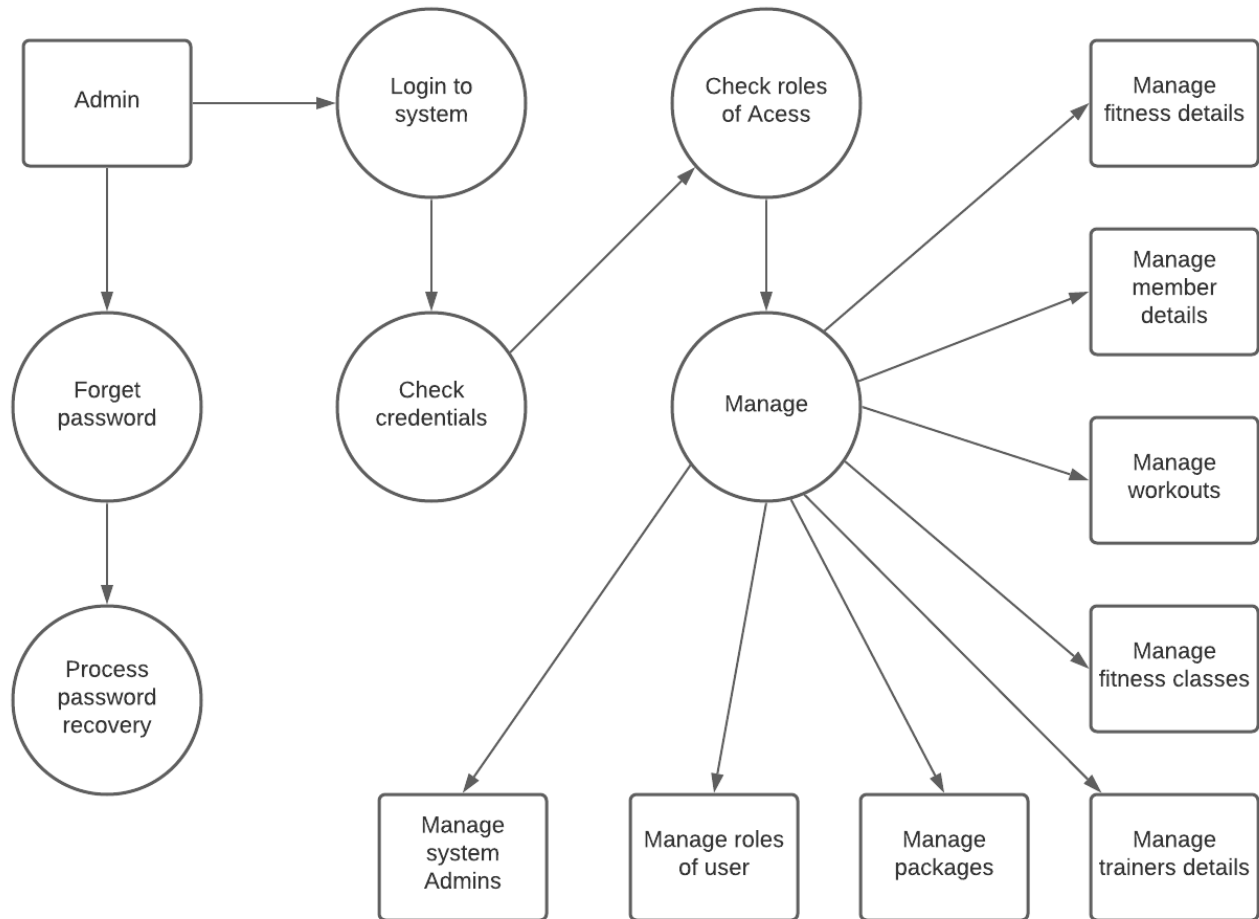 Admin
Login to
system
Check roles
of Acess
Manage
fitness details
Manage
member
details
Forget
password
Check
credentials
Manage
Manage
workouts
Process
password
recovery
Manage
fitness classes
Manage
system
Admins
Manage roles
of user
Manage
packages
Manage
trainers details